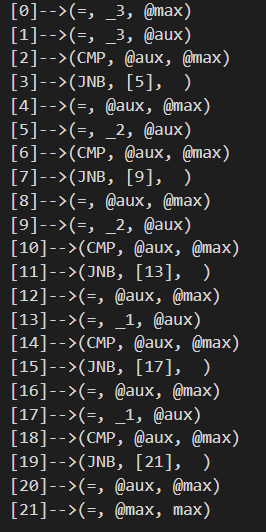 [0]-->(=, _3, @max)
[1]-->(=, _3, @aux)
[2]-->(CMP, @aux, @max)
[3]-->(JNB, [5],  )
[4]-->(=, @aux, @max)
[5]-->(=, _2, @aux)
[6]-->(CMP, @aux, @max)
[7]-->(JNB, [9],  )
[8]-->(=, @aux, @max)
[9]-->(=, _2, @aux)
[10]-->(CMP, @aux, @max)
[11]-->(JNB, [13],  )
[12]-->(=, @aux, @max)
[13]-->(=, _1, @aux)
[14]-->(CMP, @aux, @max)
[15]-->(JNB, [17],  )
[16]-->(=, @aux, @max)
[17]-->(=, _1, @aux)
[18]-->(CMP, @aux, @max)
[19]-->(JNB, [21],  )
[20]-->(=, @aux, @max)
[21]-->(=, @max, max)